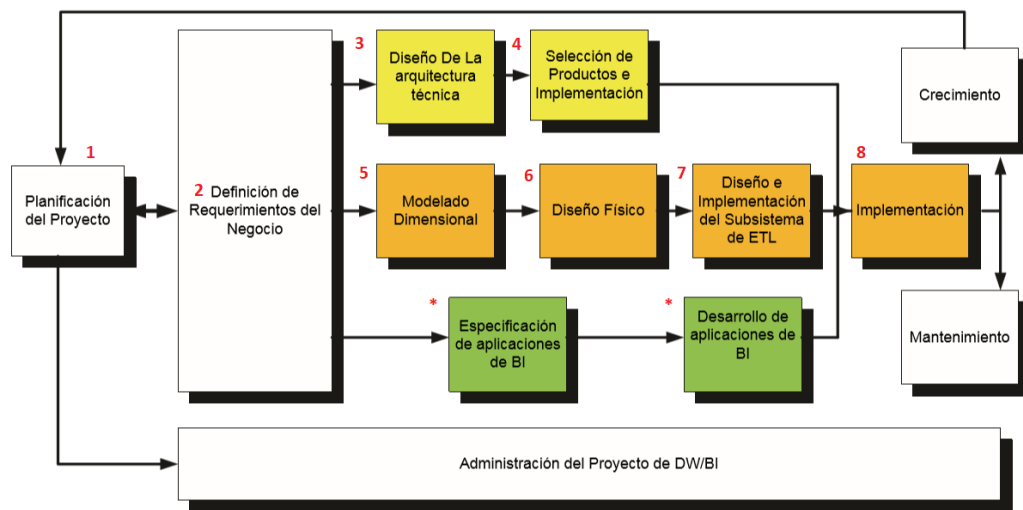 3
Diseño De La
arquitectura
técnica
4
Selección de
Productos e
Implementación
Crecimiento
1
Planificación
del Proyecto
2 Definición de
Requerimientos del
Negocio
5
Modelado
Dimensional
6
Diseño Físico
7
Diseño e
Implementación
del Subsistema
de ETL
8
Implementación
*
Especificación
de aplicaciones
de BI
*
Desarrollo de
aplicaciones de
BI
Mantenimiento
Administración del Proyecto de DW/BI